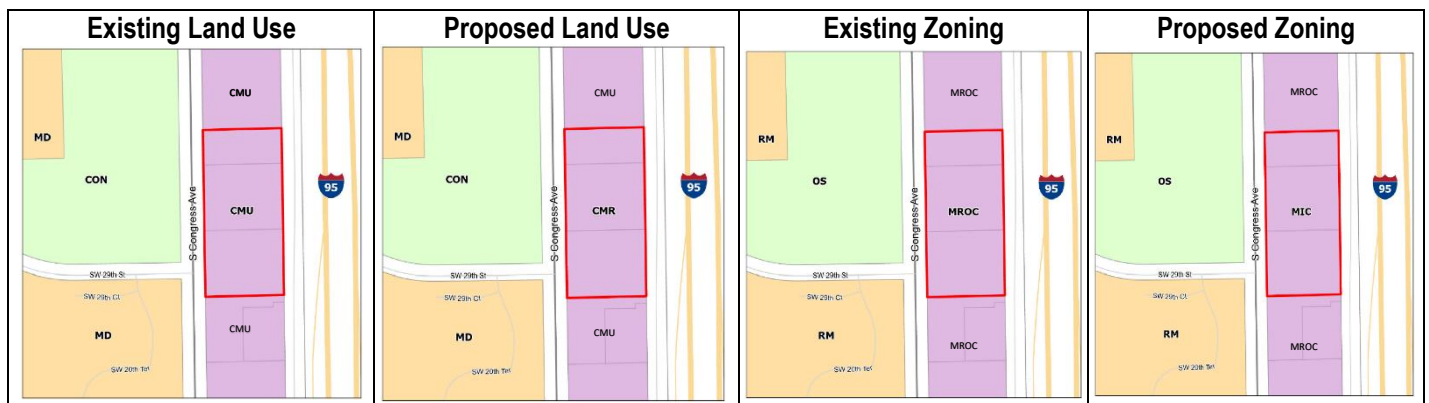 Existing Land Use
Proposed Land Use
Existing Zoning
Proposed Zoning
CMU
MD
CON
S Congress Ave
CMU
95
SW 29th St
SW 29th Ct
MD
CMU
SW 20th Ter
CMU
MD
CON
S Congress Ave
CMR
95
SW 29th St
SW 29th Ct
MD
CMU
SW 20th Ter
MROC
RM
OS
S Congress Ave
MROC
95
SW 29th St
SW 29th Ct
RM
MROC
SW 20th Ter
MROC
RM
OS
S Congress Ave
MIC
95
SW 29th St
SW 29th Ct
RM
MROC
SW 20th Ter